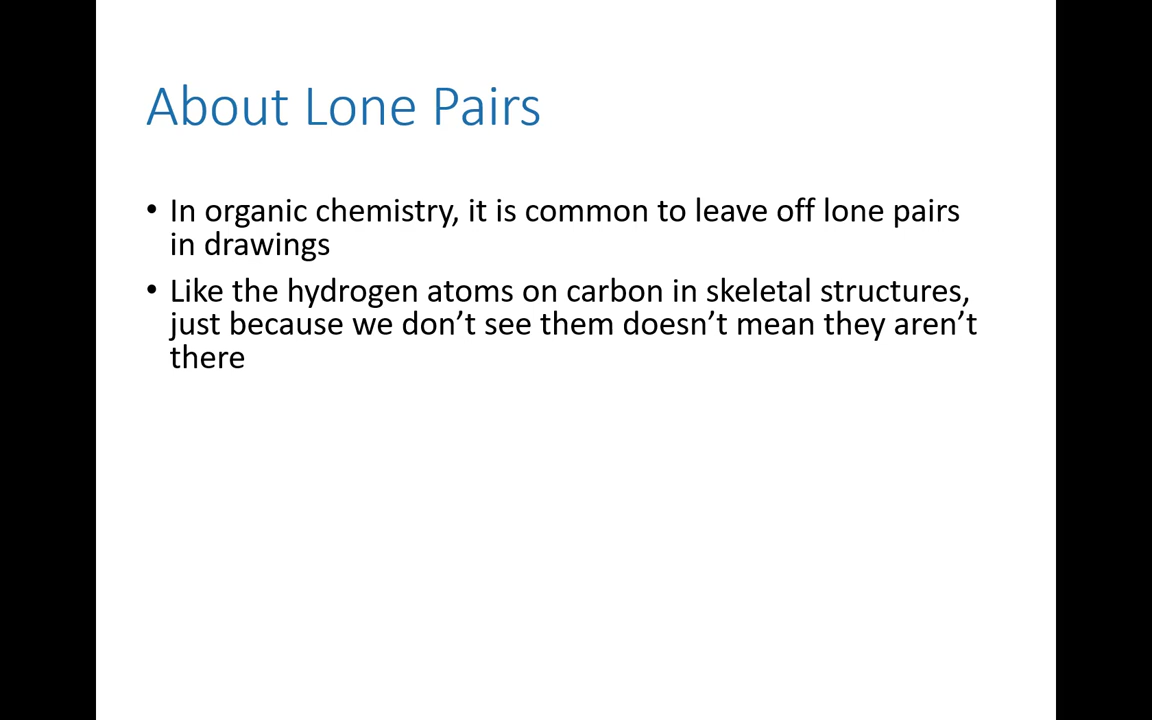 About Lone Pairs
• In organic chemistry, it is common to leave off lone pairs
in drawings
• Like the hydrogen atoms on carbon in skeletal structures,
just because we don’t see them doesn’t mean they aren’t
there